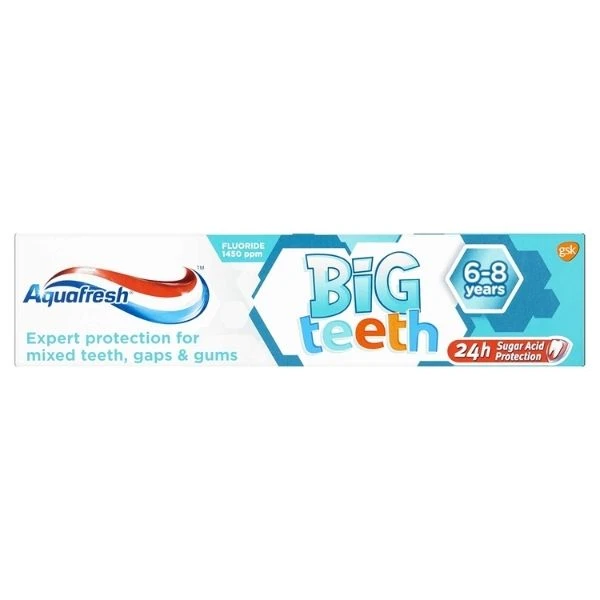 Aquafresh®
™
Expert protection for
mixed teeth, gaps & gums
FLUORIDE
1450 ppm
BiG
teeth
6-8
years
gsk
24h Sugar Acid
Protection